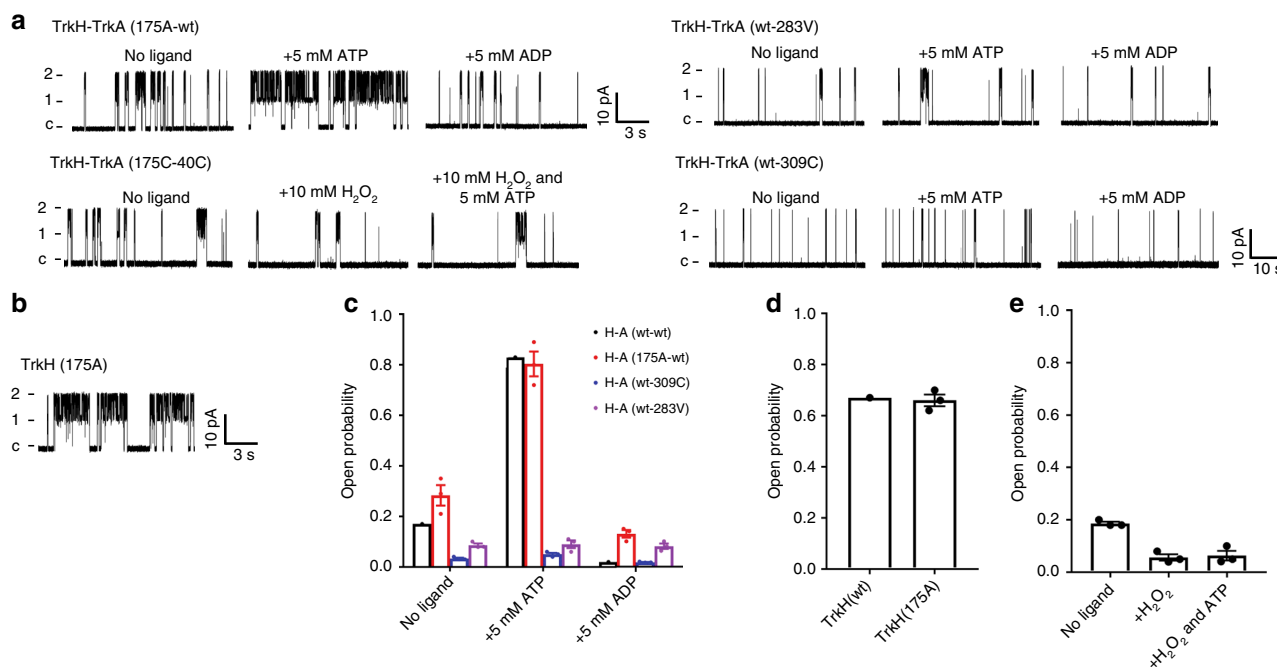 a
TrkH-TrkA (175A-wt)
No ligand
+5 mM ATP
+5 mM ADP
2
1
c
10 pA
3 s
TrkH-TrkA (wt-283V)
No ligand
+5 mM ATP
+5 mM ADP
2
1
c
TrkH-TrkA (175C-40C)
No ligand
+10 mM H₂O₂
+10 mM H₂O₂ and
5 mM ATP
2
1
c
TrkH-TrkA (wt-309C)
No ligand
+5 mM ATP
+5 mM ADP
2
1
c
10 pA
10 s
b
TrkH (175A)
2
1
c
10 pA
3 s
c
Open probability
1.0
0.8
0.6
0.4
0.2
0.0
H-A (wt-wt)
H-A (175A-wt)
H-A (wt-309C)
H-A (wt-283V)
No ligand
+5 mM ATP
+5 mM ADP
d
Open probability
1.0
0.8
0.6
0.4
0.2
0.0
TrkH(wt)
TrkH(175A)
e
Open probability
1.0
0.8
0.6
0.4
0.2
0.0
No ligand
+H₂O₂
+H₂O₂ and ATP